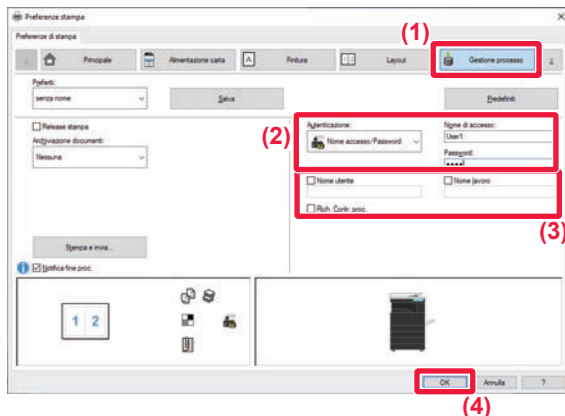 Preferenze stampa
Preferenze di stampa
(1)
Principale
Alimentazione carta
Finitura
Layout
Gestione processo
Preferiti:
senza nome
Salva
Predefiniti
Release stampa
Archiviazione documenti:
Nessuna
(2)
Autenticazione:
Nome accesso/Password
Nome di accesso:
User1
Password:
••••
Nome utente
Nome lavoro
Rich. Contr. proc.
(3)
Stampa e invia...
Notifica fine proc.
1 2
OK
Annulla
?
(4)